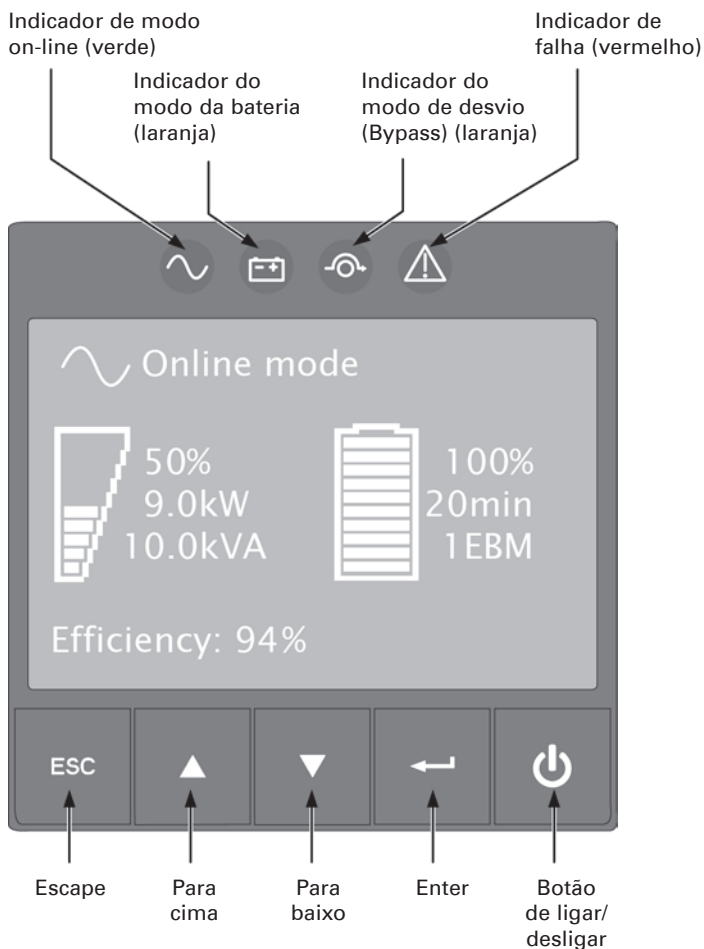 Indicador de modo
on-line (verde)
Indicador de
falha (vermelho)
Indicador do
modo da bateria
(laranja)
Indicador do
modo de desvio
(Bypass) (laranja)
Online mode
50%
9.0kW
10.0kVA
100%
20min
1EBM
Efficiency: 94%
ESC
Escape
Para
cima
Para
baixo
Enter
Botão
de ligar/
desligar